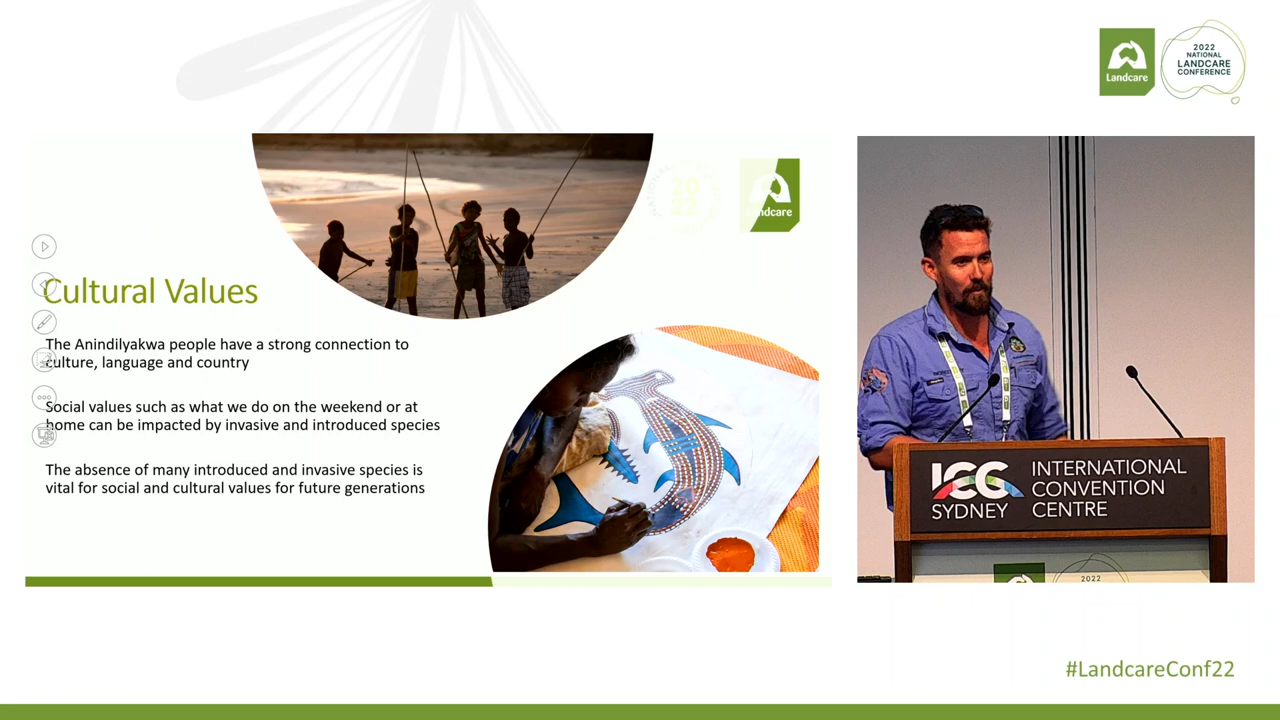 Landcare
2022
NATIONAL
LANDCARE
CONFERENCE
20
22
ndcare
Cultural Values
The Anindilyakwa people have a strong connection to
culture, language and country
Social values such as what we do on the weekend or at
home can be impacted by invasive and introduced species
The absence of many introduced and invasive species is
vital for social and cultural values for future generations
ICC
SYDNEY
INTERNATIONAL
CONVENTION
CENTRE
2022
#LandcareConf22